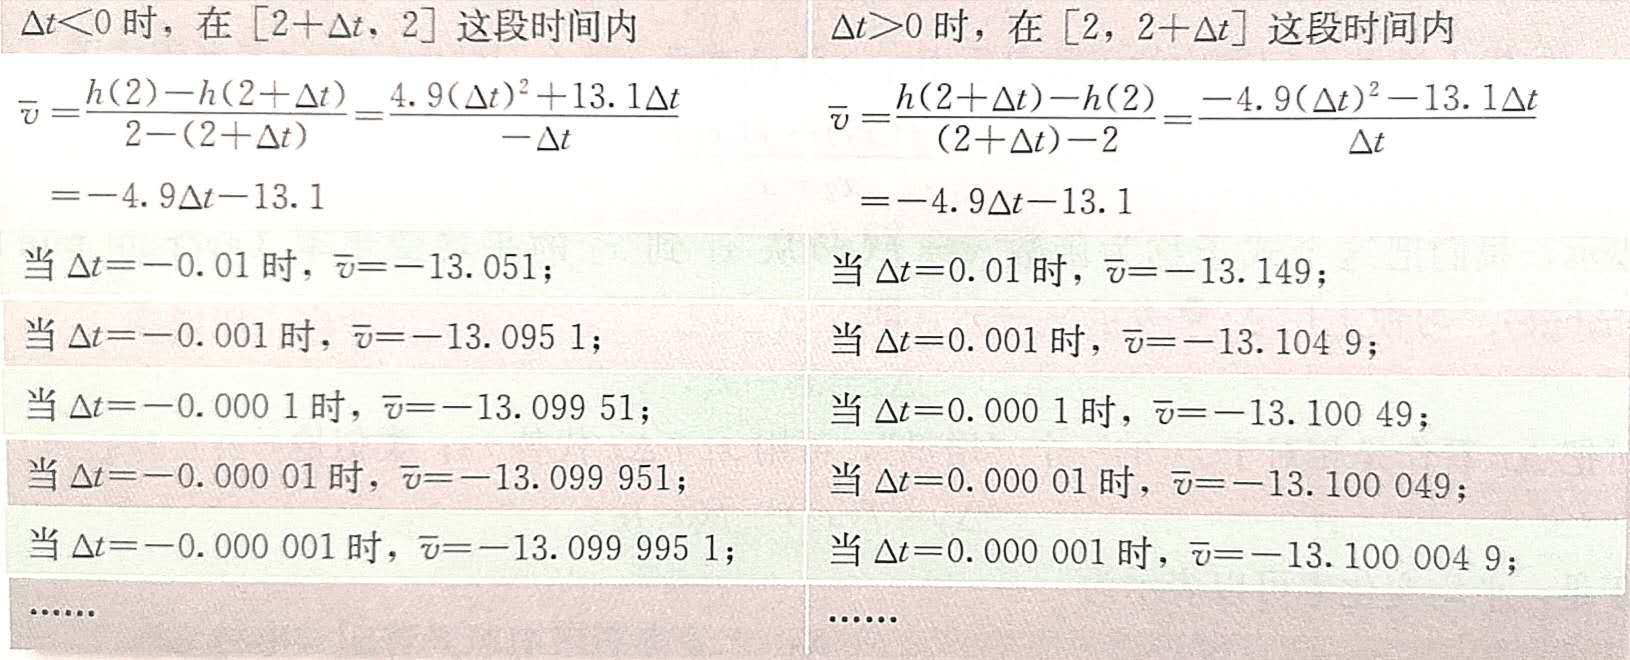 Δt<0 时，在［2+Δt，2］这段时间内
v̄=\frac{h(2)-h(2+Δt)}{2-(2+Δt)}=\frac{4.9(Δt)²+13.1Δt}{-Δt}
=-4.9Δt-13.1
当 Δt=-0.01 时，v̄=-13.051；
当 Δt=-0.001 时，v̄=-13.095 1；
当 Δt=-0.000 1 时，v̄=-13.099 51；
当 Δt=-0.000 01 时，v̄=-13.099 951；
当 Δt=-0.000 001 时，v̄=-13.099 995 1；
……
Δt>0 时，在［2，2+Δt］这段时间内
v̄=\frac{h(2+Δt)-h(2)}{(2+Δt)-2}=\frac{-4.9(Δt)²-13.1Δt}{Δt}
=-4.9Δt-13.1
当 Δt=0.01 时，v̄=-13.149；
当 Δt=0.001 时，v̄=-13.104 9；
当 Δt=0.000 1 时，v̄=-13.100 49；
当 Δt=0.000 01 时，v̄=-13.100 049；
当 Δt=0.000 001 时，v̄=-13.100 004 9；
……